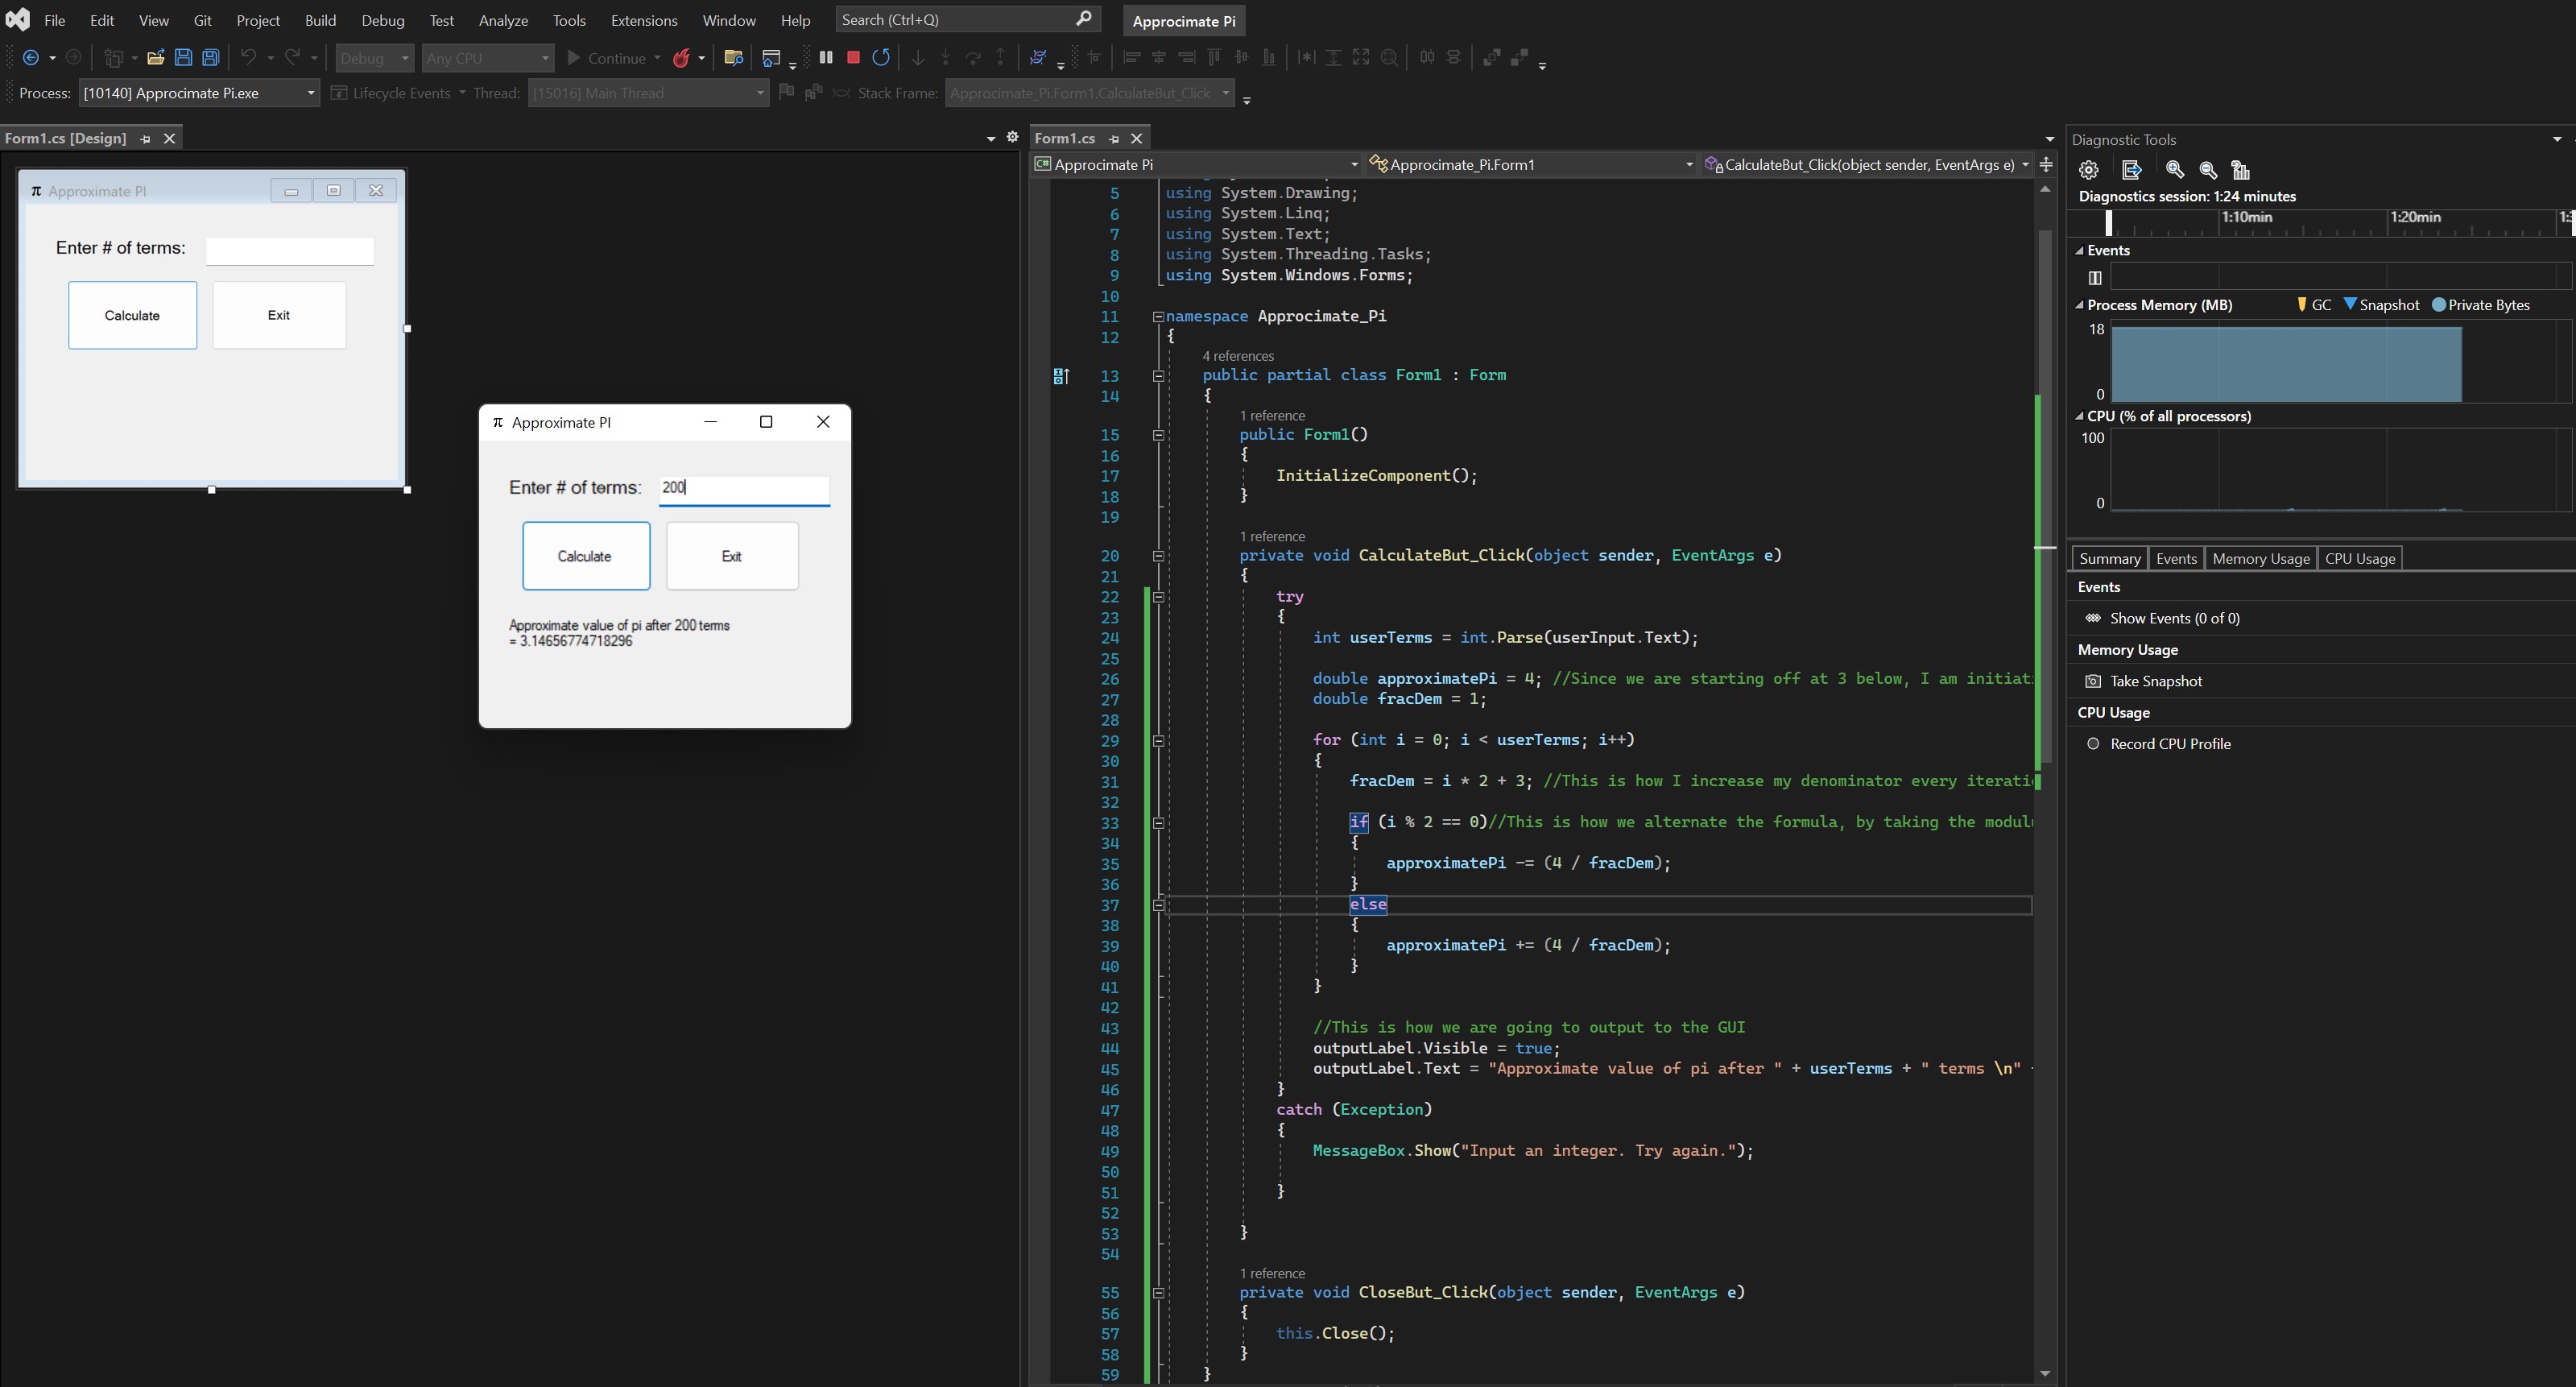 File Edit View Git Project Build Debug Test Analyze Tools Extensions Window Help Search (Ctrl+Q) Approcimate Pi
Debug Any CPU Continue
Process: [10140] Approcimate Pi.exe Lifecycle Events Thread: [15016] Main Thread Stack Frame: Approcimate_Pi.Form1.CalculateBut_Click
Form1.cs [Design]
π Approximate PI
Enter # of terms:
Calculate Exit
π Approximate PI
Enter # of terms: 200
Calculate Exit
Approximate value of pi after 200 terms
= 3.14656774718296
Form1.cs
C# Approcimate Pi Approcimate_Pi.Form1 CalculateBut_Click(object sender, EventArgs e)
5 using System.Drawing;
6 using System.Linq;
7 using System.Text;
8 using System.Threading.Tasks;
9 using System.Windows.Forms;
10
11 namespace Approcimate_Pi
12 {
4 references
13 public partial class Form1 : Form
14 {
1 reference
15 public Form1()
16 {
17 InitializeComponent();
18 }
19
1 reference
20 private void CalculateBut_Click(object sender, EventArgs e)
21 {
22 try
23 {
24 int userTerms = int.Parse(userInput.Text);
25
26 double approximatePi = 4; //Since we are starting off at 3 below, I am initiat
27 double fracDem = 1;
28
29 for (int i = 0; i < userTerms; i++)
30 {
31 fracDem = i * 2 + 3; //This is how I increase my denominator every iterati
32
33 if (i % 2 == 0)//This is how we alternate the formula, by taking the modul
34 {
35 approximatePi -= (4 / fracDem);
36 }
37 else
38 {
39 approximatePi += (4 / fracDem);
40 }
41 }
42
43 //This is how we are going to output to the GUI
44 outputLabel.Visible = true;
45 outputLabel.Text = "Approximate value of pi after " + userTerms + " terms \n"
46 }
47 catch (Exception)
48 {
49 MessageBox.Show("Input an integer. Try again.");
50
51 }
52
53 }
54
1 reference
55 private void CloseBut_Click(object sender, EventArgs e)
56 {
57 this.Close();
58 }
59 }
Diagnostic Tools
Diagnostics session: 1:24 minutes
1:10min 1:20min
Events
Process Memory (MB) GC Snapshot Private Bytes
18
0
CPU (% of all processors)
100
0
Summary Events Memory Usage CPU Usage
Events
Show Events (0 of 0)
Memory Usage
Take Snapshot
CPU Usage
Record CPU Profile